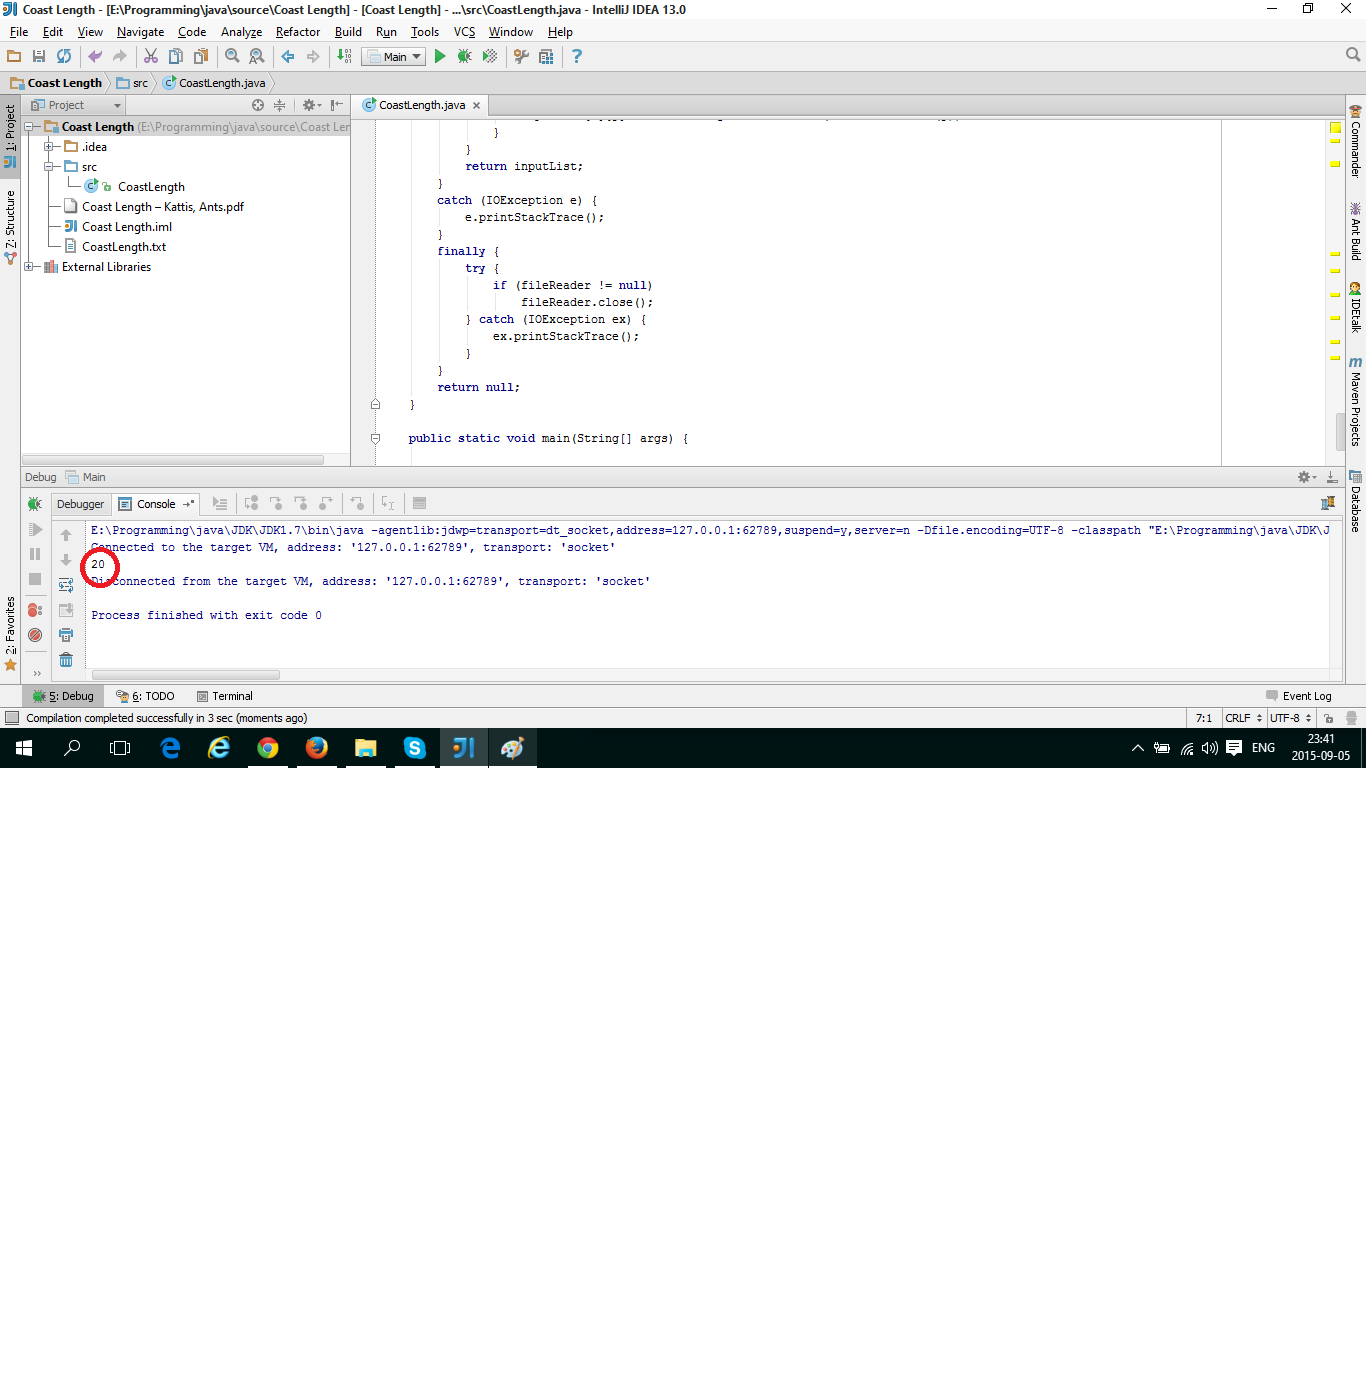 Coast Length - [E:\Programming\java\source\Coast Length] - [Coast Length] - ...\src\CoastLength.java - IntelliJ IDEA 13.0
File Edit View Navigate Code Analyze Refactor Build Run Tools VCS Window Help
Main
Coast Length src CoastLength.java
Project
CoastLength.java
1: Project
Z: Structure
2: Favorites
Coast Length (E:\Programming\java\source\Coast Ler
.idea
src
CoastLength
Coast Length – Kattis, Ants.pdf
Coast Length.iml
CoastLength.txt
External Libraries
}
}
return inputList;
}
catch (IOException e) {
e.printStackTrace();
}
finally {
try {
if (fileReader != null)
fileReader.close();
} catch (IOException ex) {
ex.printStackTrace();
}
}
return null;
}
public static void main(String[] args) {
Commander
Ant Build
IDEtalk
Maven Projects
Database
Debug Main
Debugger Console
E:\Programming\java\JDK\JDK1.7\bin\java -agentlib:jdwp=transport=dt_socket,address=127.0.0.1:62789,suspend=y,server=n -Dfile.encoding=UTF-8 -classpath "E:\Programming\java\JDK\J
Connected to the target VM, address: '127.0.0.1:62789', transport: 'socket'
20
Disconnected from the target VM, address: '127.0.0.1:62789', transport: 'socket'
Process finished with exit code 0
5: Debug 6: TODO Terminal Event Log
Compilation completed successfully in 3 sec (moments ago) 7:1 CRLF UTF-8
ENG
23:41
2015-09-05